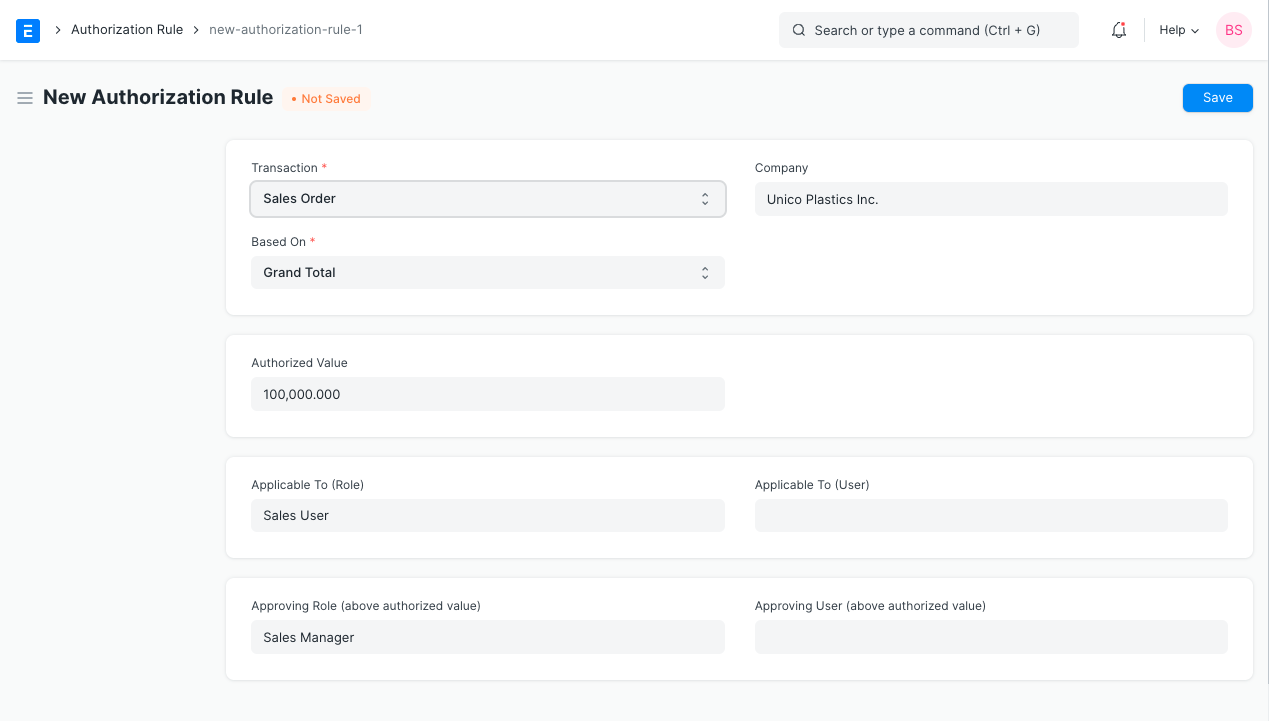 E > Authorization Rule > new-authorization-rule-1 Search or type a command (Ctrl + G) Help BS
New Authorization Rule • Not Saved Save
Transaction * Company
Sales Order Unico Plastics Inc.
Based On *
Grand Total
Authorized Value
100,000.000
Applicable To (Role) Applicable To (User)
Sales User
Approving Role (above authorized value) Approving User (above authorized value)
Sales Manager